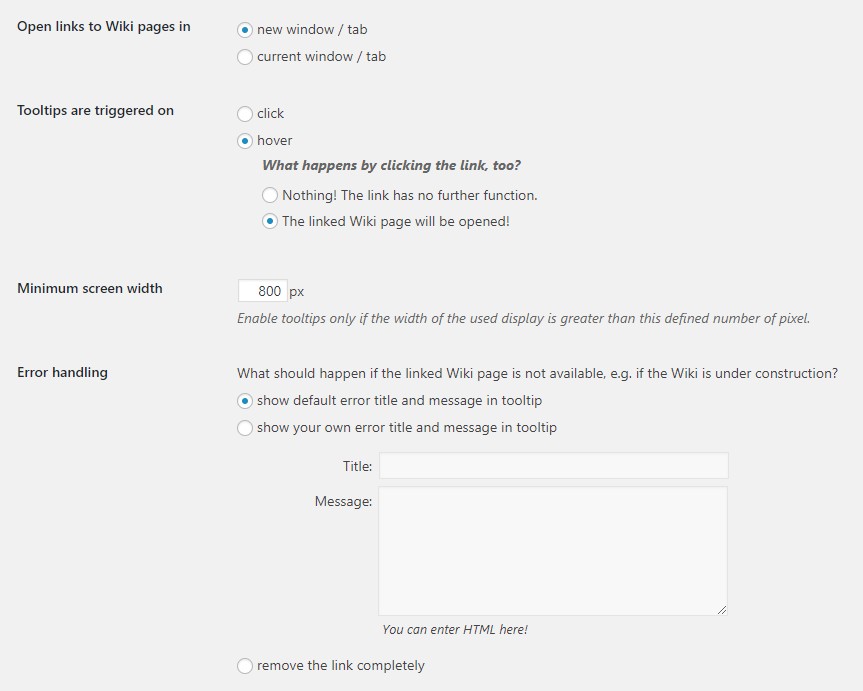 Open links to Wiki pages in
new window / tab
current window / tab
Tooltips are triggered on
click
hover
What happens by clicking the link, too?
Nothing! The link has no further function.
The linked Wiki page will be opened!
Minimum screen width
800 px
Enable tooltips only if the width of the used display is greater than this defined number of pixel.
Error handling
What should happen if the linked Wiki page is not available, e.g. if the Wiki is under construction?
show default error title and message in tooltip
show your own error title and message in tooltip
Title:
Message:
You can enter HTML here!
remove the link completely